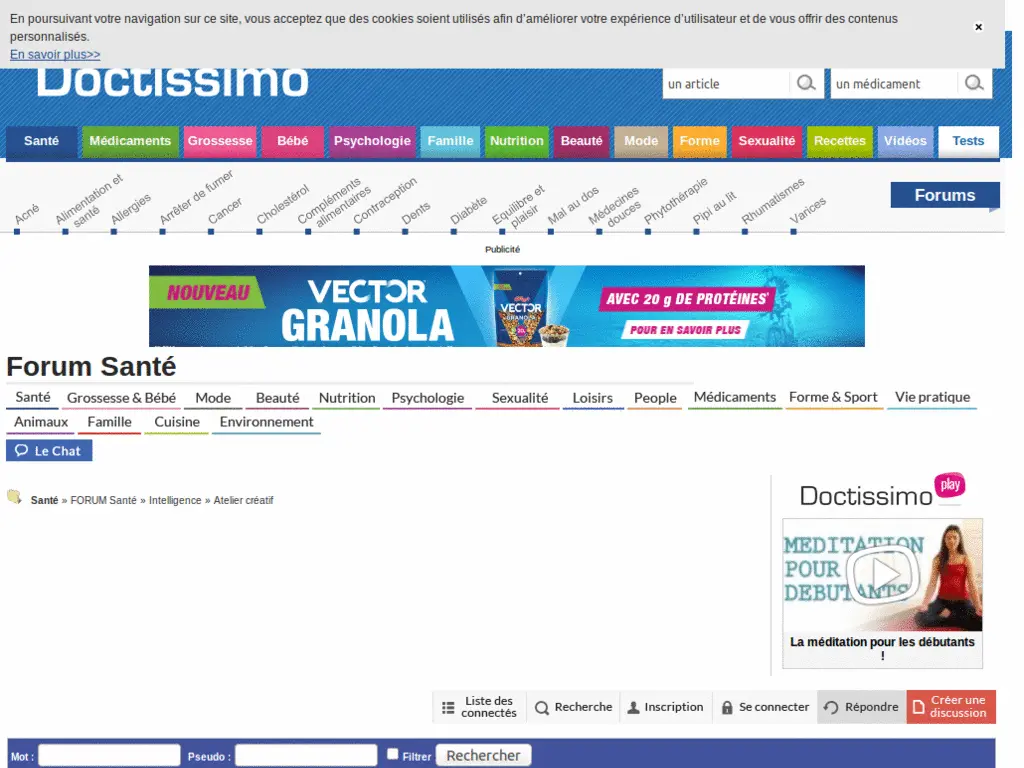 En poursuivant votre navigation sur ce site, vous acceptez que des cookies soient utilisés afin d'améliorer votre expérience d'utilisateur et de vous offrir des contenus
personnalisés.
En savoir plus>>
×
Doctissimo
un article
un médicament
Santé
Médicaments
Grossesse
Bébé
Psychologie
Famille
Nutrition
Beauté
Mode
Forme
Sexualité
Recettes
Vidéos
Tests
Acné
Alimentation et
santé
Allergies
Arrêter de fumer
Cancer
Cholestérol
Compléments
alimentaires
Contraception
Dents
Diabète
Equilibre et
plaisir
Mal au dos
Médecines
douces
Phytothérapie
Pipi au lit
Rhumatismes
Varices
Forums
Publicité
NOUVEAU
VECTOR
GRANOLA
VECTOR
GRANOLA
AVEC 20 g DE PROTÉINES
POUR EN SAVOIR PLUS
Forum Santé
Santé
Grossesse & Bébé
Mode
Beauté
Nutrition
Psychologie
Sexualité
Loisirs
People
Médicaments
Forme & Sport
Vie pratique
Animaux
Famille
Cuisine
Environnement
Le Chat
Santé » FORUM Santé » Intelligence » Atelier créatif
Doctissimo play
MEDITATION
POUR
DEBUTANTS
La méditation pour les débutants
!
Liste des
connectés
Recherche
Inscription
Se connecter
Répondre
Créer une
discussion
Mot :
Pseudo :
Filtrer
Rechercher